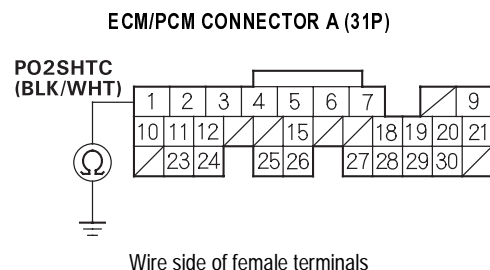 ECM/PCM CONNECTOR A (31P)
PO2SHTC
(BLK/WHT)
1 2 3 4 5 6 7 9
10 11 12 15 18 19 20 21
23 24 25 26 27 28 29 30
Ω
Wire side of female terminals